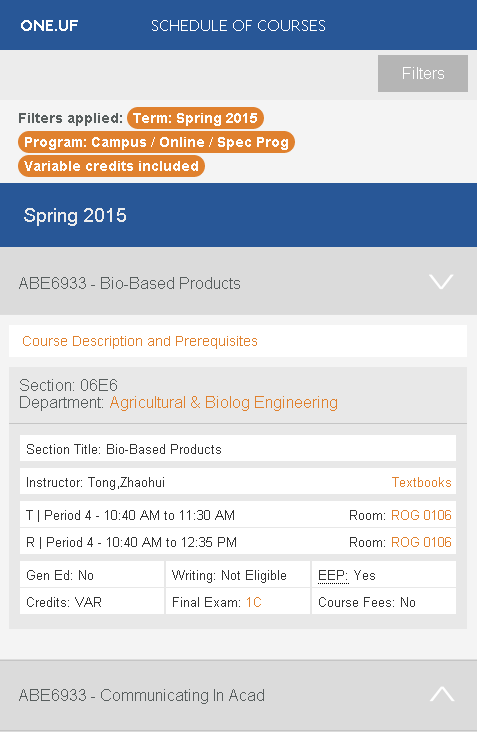 ONE.UF SCHEDULE OF COURSES
Filters
Filters applied: Term: Spring 2015
Program: Campus / Online / Spec Prog
Variable credits included
Spring 2015
ABE6933 - Bio-Based Products
Course Description and Prerequisites
Section: 06E6
Department: Agricultural & Biolog Engineering
Section Title: Bio-Based Products
Instructor: Tong,Zhaohui Textbooks
T | Period 4 - 10:40 AM to 11:30 AM Room: ROG 0106
R | Period 4 - 10:40 AM to 12:35 PM Room: ROG 0106
Gen Ed: No Writing: Not Eligible EEP: Yes
Credits: VAR Final Exam: 1C Course Fees: No
ABE6933 - Communicating In Acad